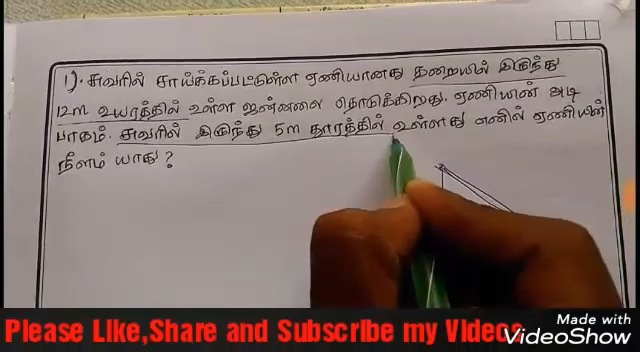 1). சுவரில் சாய்க்கப்பட்டுள்ள ஏணியானது தரையில் இருந்து
12m உயரத்தில் உள்ள ஜன்னலை தொடுக்கிறது. ஏணியின் அடி
பாகம். சுவரில் இருந்து 5m தூரத்தில் உள்ளது எனில் ஏணியின்
நீளம் யாது?
Please Like,Share and Subscribe my Videos
Made with
VideoShow